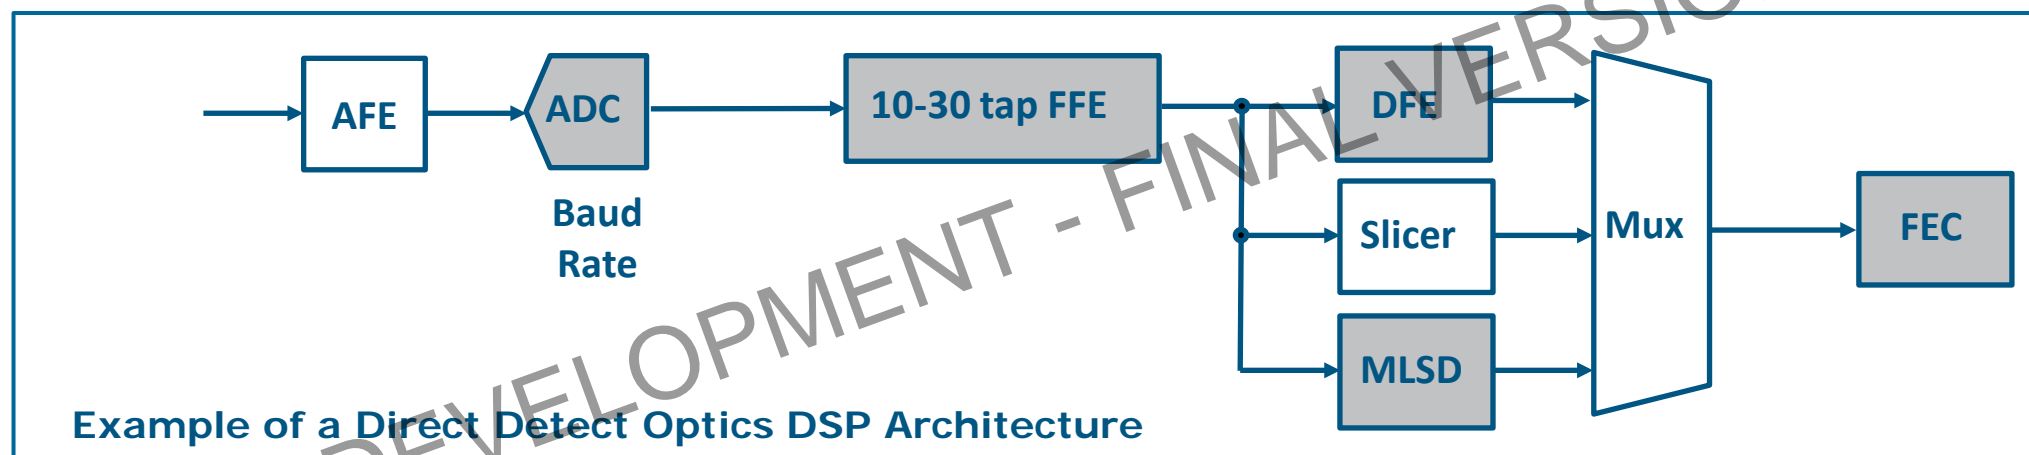 AFE
ADC
10-30 tap FFE
DFE
Baud
Rate
Slicer
Mux
FEC
MLSD
Example of a Direct Detect Optics DSP Architecture
DEVELOPMENT - FINAL VERSIO